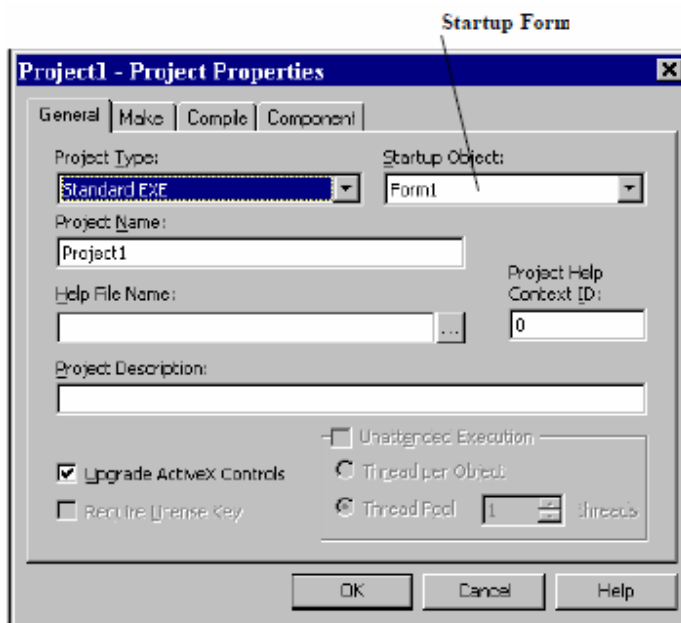 Startup Form
Project1 - Project Properties
General Make Compile Component
Project Type: Startup Object:
Standard EXE Form1
Project Name:
Project1
Project Help
Context ID:
Help File Name:
... 0
Project Description:
Unattended Execution
Upgrade ActiveX Controls Thread per Object
Require License Key Thread Pool 1 threads
OK Cancel Help